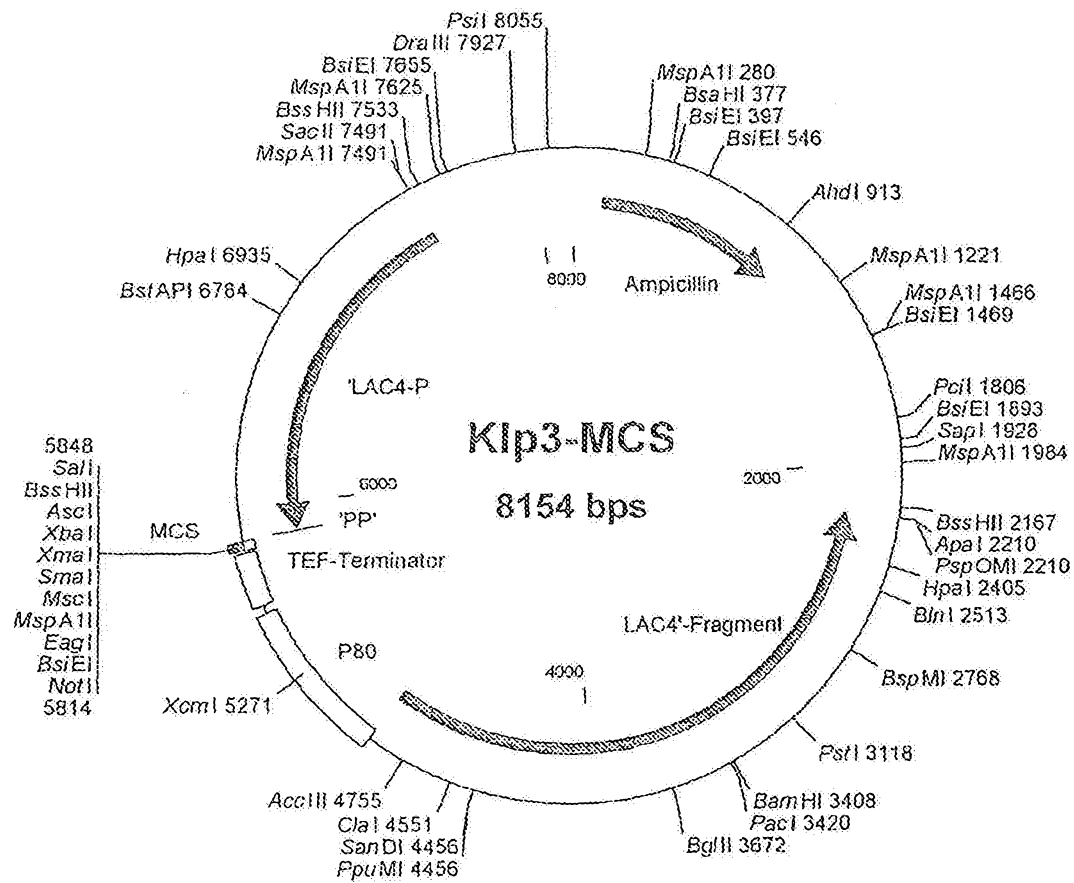 PsiI 8055
DraIII 7927
BsiEI 7655
MspA1I 7625
BssHII 7533
SacII 7491
MspA1I 7491
HpaI 6935
BstAPI 6784
MspA1I 280
BsaHI 377
BsiEI 397
BsiEI 546
AhdI 913
MspA1I 1221
MspA1I 1466
BsiEI 1469
PciI 1806
BsiEI 1893
SapI 1928
MspA1I 1984
BssHII 2167
ApaI 2210
PspOMI 2210
HpaI 2405
BlnI 2513
BspMI 2768
PstI 3118
BamHI 3408
PacI 3420
BglII 3672
PpuMI 4456
SanDI 4456
ClaI 4551
AccIII 4755
XcmI 5271
5848
SalI
BssHII
AscI
XbaI
XmaI
SmaI
MscI
MspA1I
EagI
BsiEI
NotI
5814
MCS
8000
Ampicillin
'LAC4-P
KIp3-MCS
8154 bps
2000
6000
'PP'
TEF-Terminator
LAC4'-Fragment
P80
4000